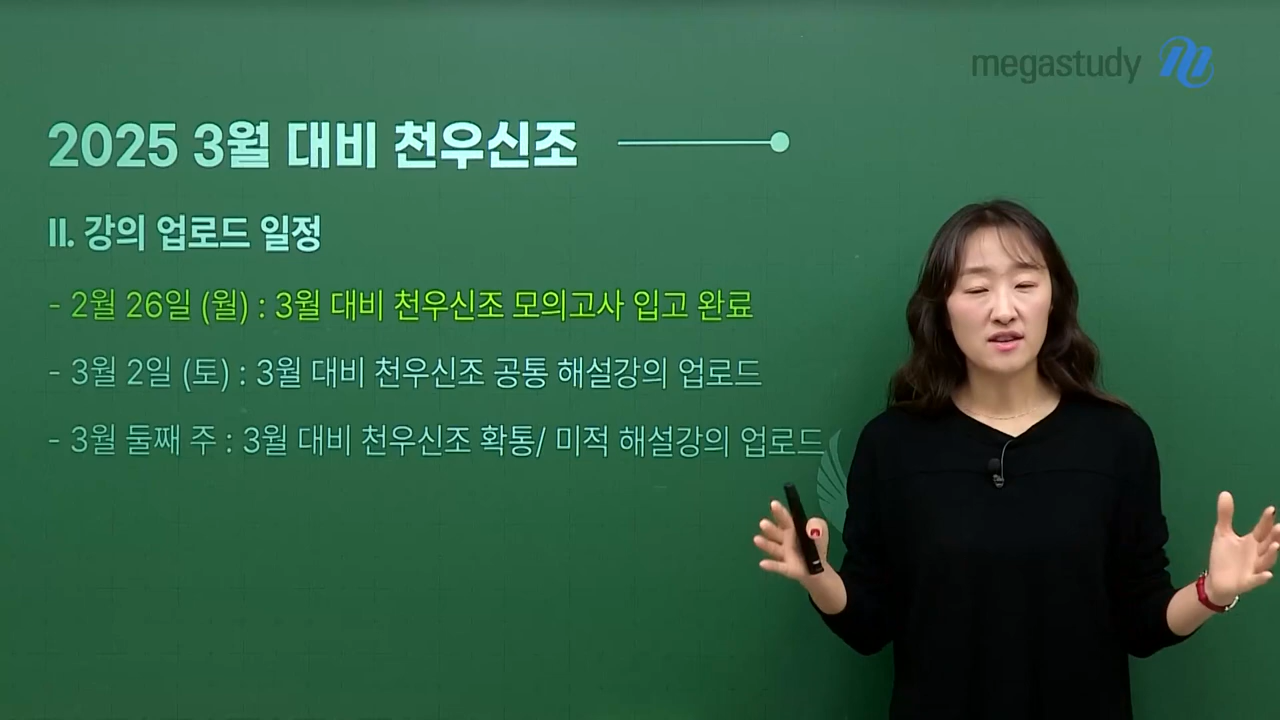 megastudy
2025 3월 대비 천우신조
II. 강의 업로드 일정
- 2월 26일 (월) : 3월 대비 천우신조 모의고사 입고 완료
- 3월 2일 (토) : 3월 대비 천우신조 공통 해설강의 업로드
- 3월 둘째 주 : 3월 대비 천우신조 확통/ 미적 해설강의 업로드